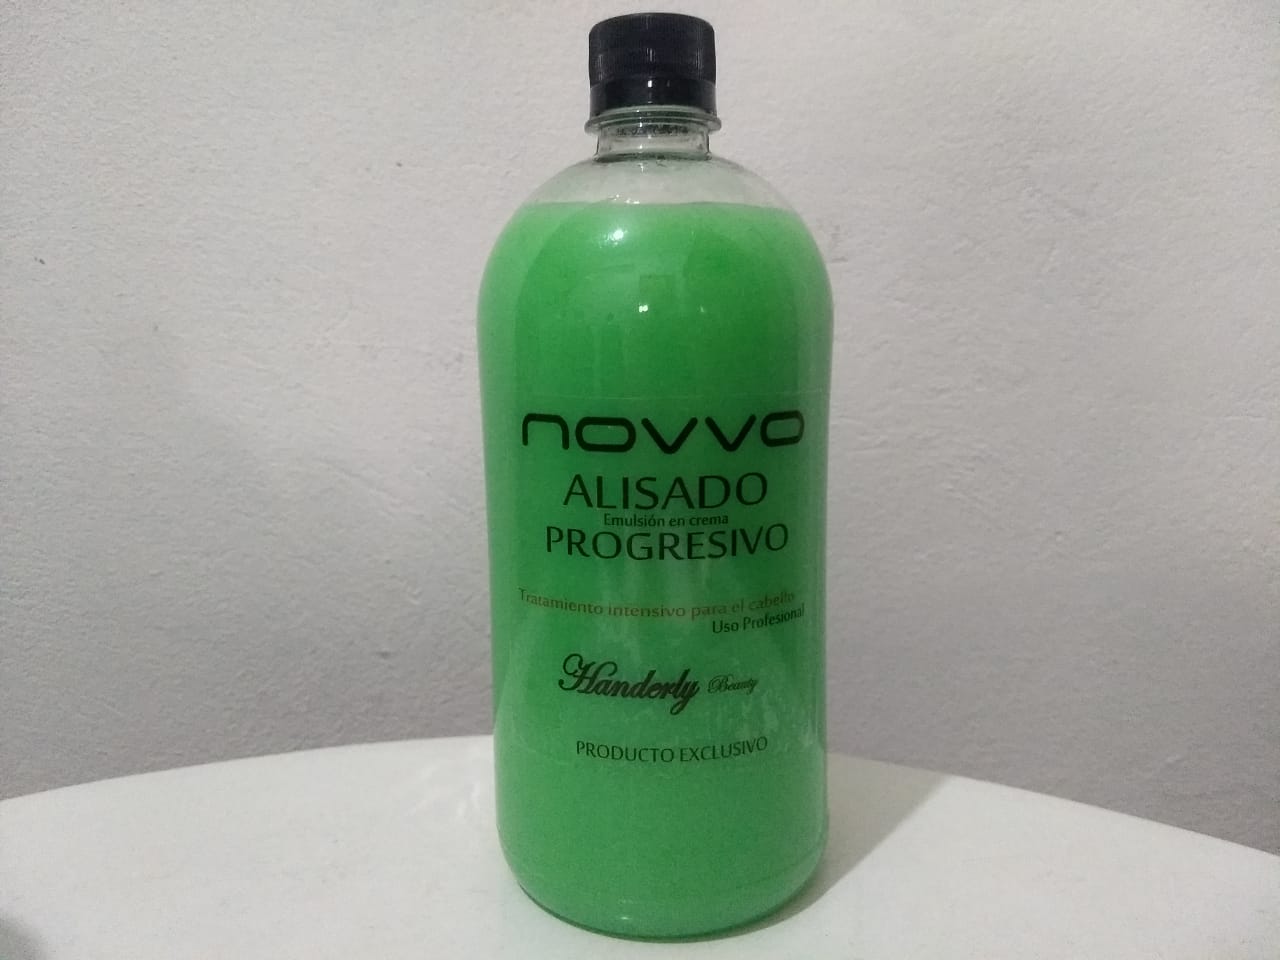 novvo
ALISADO
Emulsión en crema
PROGRESIVO
Tratamiento intensivo para el cabello
Uso Profesional
Handerly Beauty
PRODUCTO EXCLUSIVO